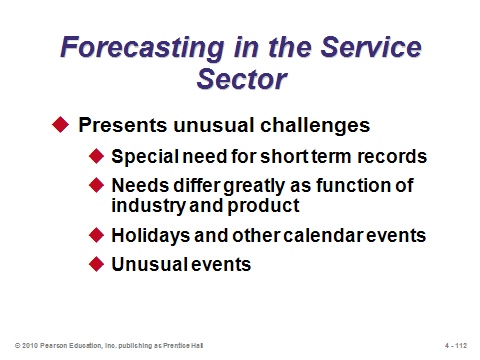 Forecasting in the Service
Sector
Presents unusual challenges
Special need for short term records
Needs differ greatly as function of
industry and product
Holidays and other calendar events
Unusual events
© 2010 Pearson Education, Inc. publishing as Prentice Hall
4 - 112